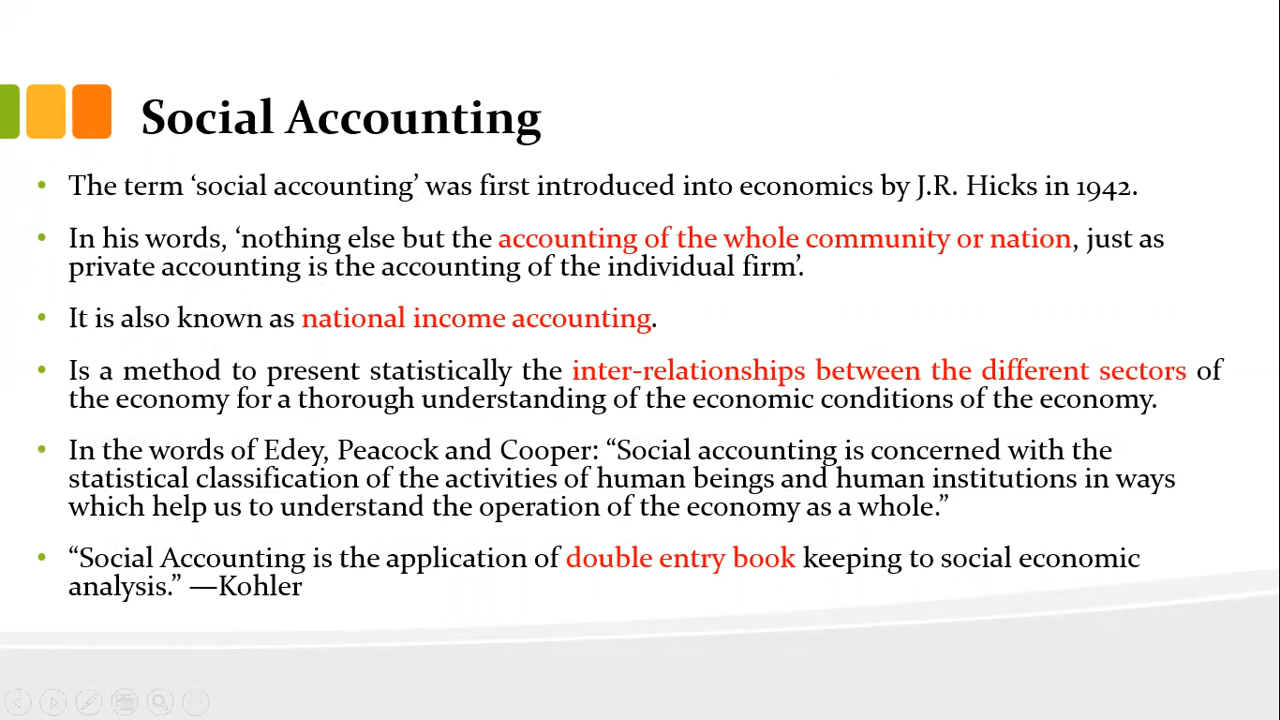 Social Accounting
• The term ‘social accounting’ was first introduced into economics by J.R. Hicks in 1942.
• In his words, ‘nothing else but the accounting of the whole community or nation, just as
private accounting is the accounting of the individual firm’.
• It is also known as national income accounting.
• Is a method to present statistically the inter-relationships between the different sectors of
the economy for a thorough understanding of the economic conditions of the economy.
• In the words of Edey, Peacock and Cooper: “Social accounting is concerned with the
statistical classification of the activities of human beings and human institutions in ways
which help us to understand the operation of the economy as a whole.”
• “Social Accounting is the application of double entry book keeping to social economic
analysis.” —Kohler